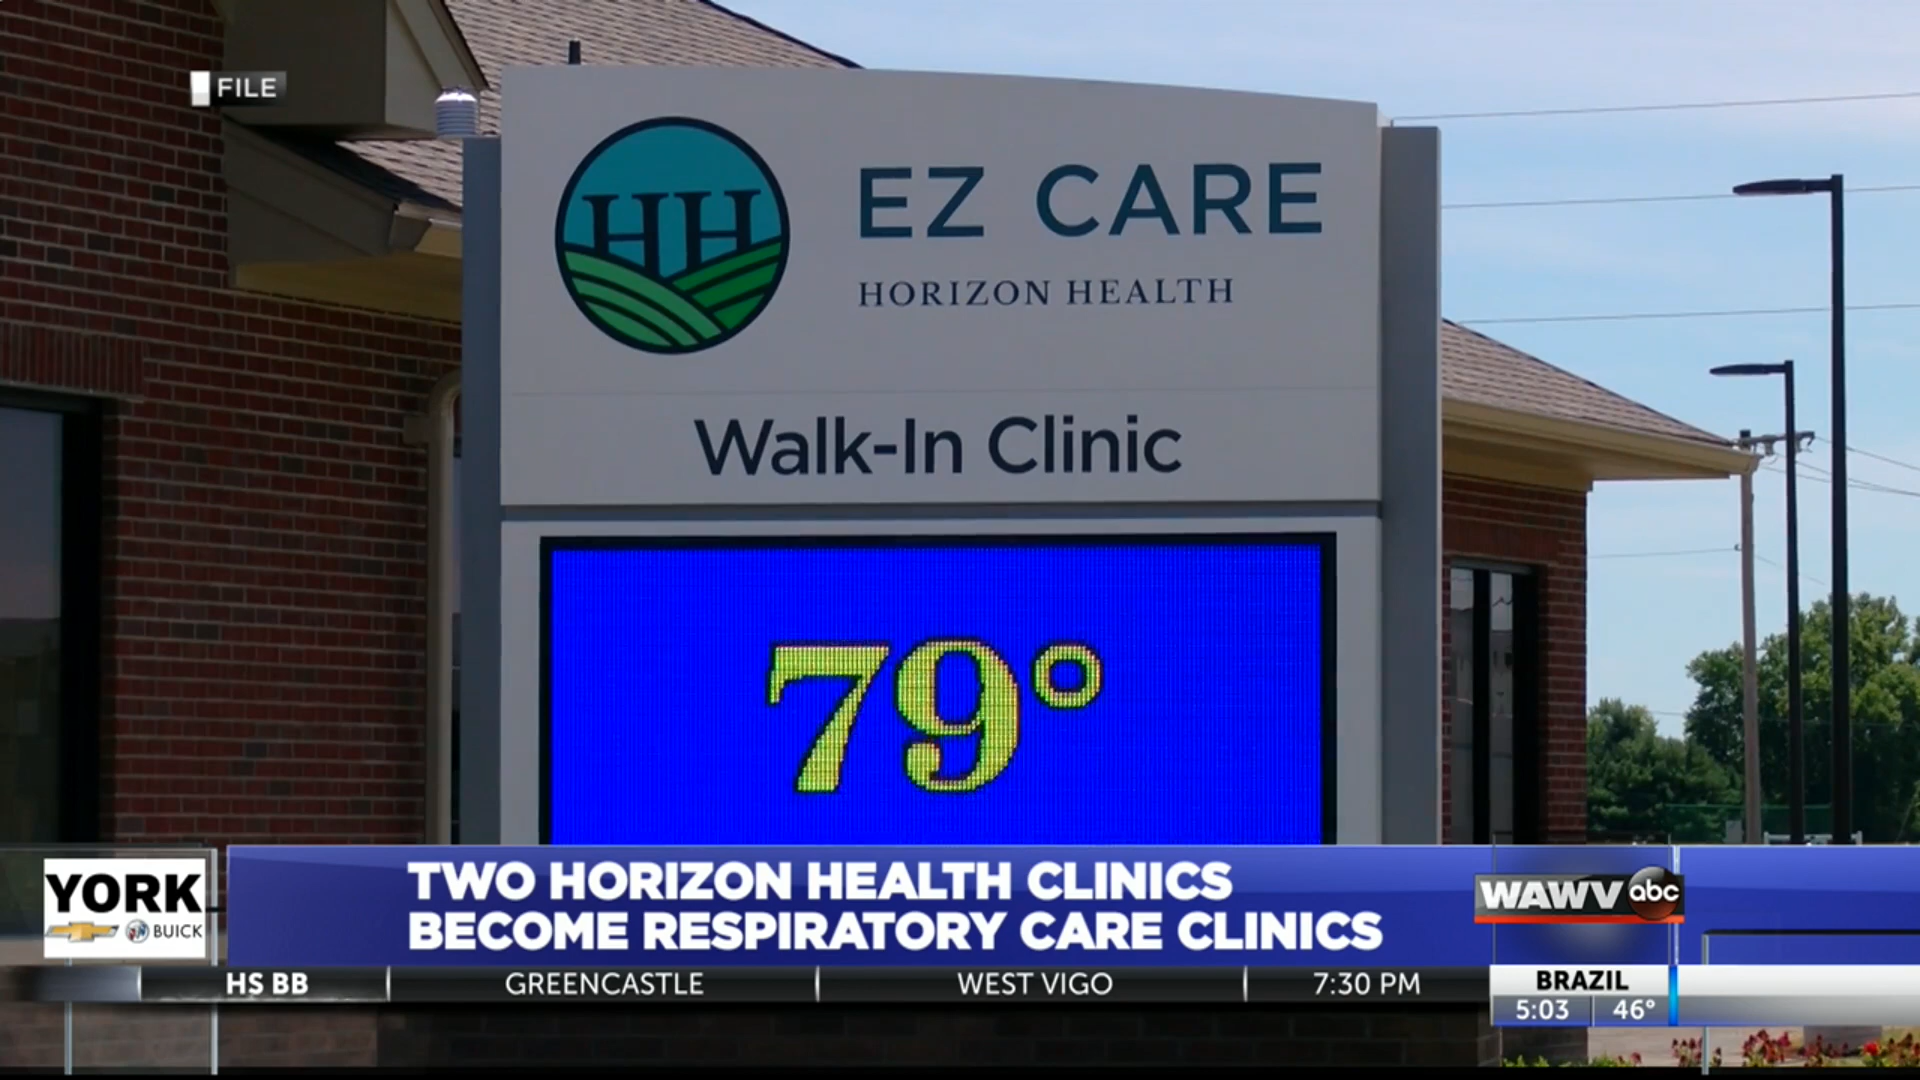 FILE
HH
EZ CARE
HORIZON HEALTH
Walk-In Clinic
79°
YORK
BUICK
TWO HORIZON HEALTH CLINICS
BECOME RESPIRATORY CARE CLINICS
WAWV abc
HS BB GREENCASTLE WEST VIGO 7:30 PM
BRAZIL
5:03 46°